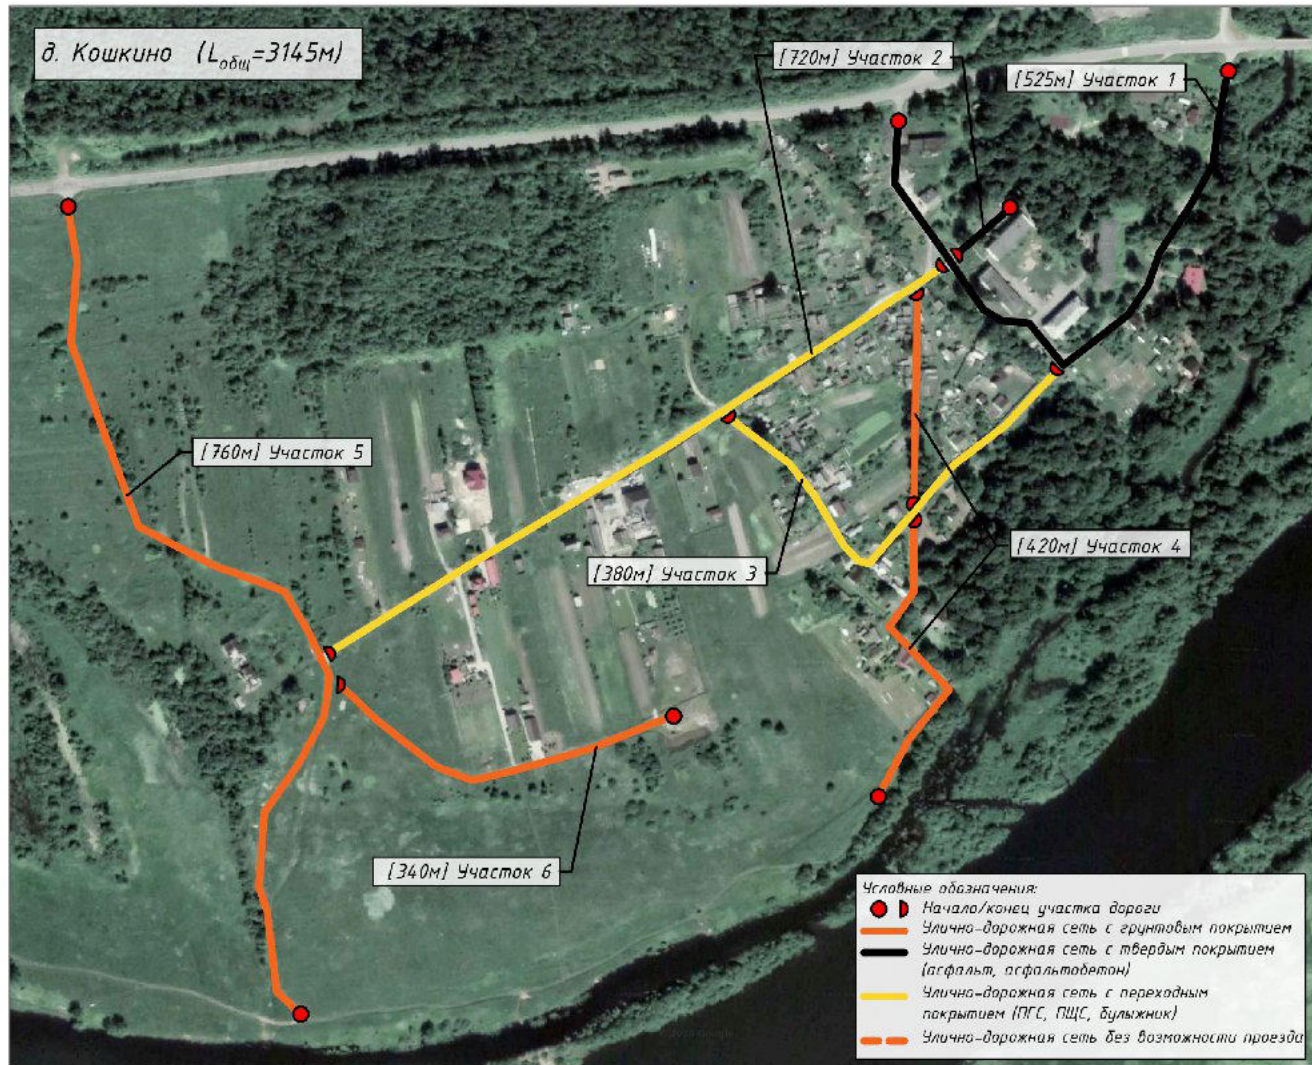 д. Кошкино (Lобщ=3145м)
[720м] Участок 2
[525м] Участок 1
[760м] Участок 5
[380м] Участок 3
[420м] Участок 4
[340м] Участок 6
Условные обозначения:
Начало/конец участка дороги
Улично-дорожная сеть с грунтовым покрытием
Улично-дорожная сеть с твердым покрытием
(асфальт, асфальтобетон)
Улично-дорожная сеть с переходным
покрытием (ПГС, ПЩС, булыжник)
Улично-дорожная сеть без возможности проезда